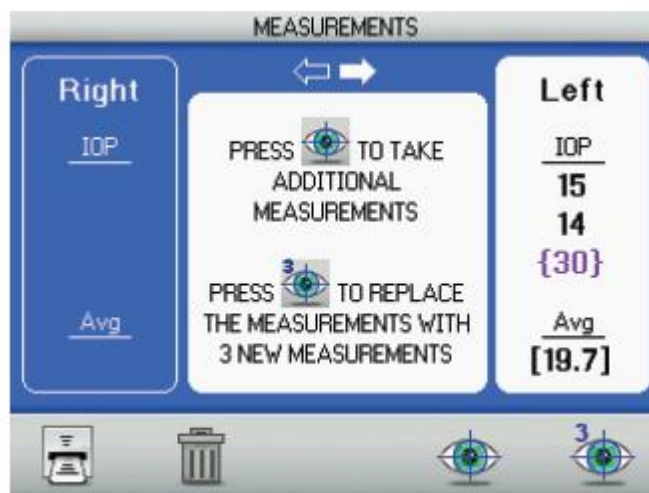 MEASUREMENTS
Right
IOP
Avg
PRESS TO TAKE
ADDITIONAL
MEASUREMENTS
3
PRESS TO REPLACE
THE MEASUREMENTS WITH
3 NEW MEASUREMENTS
Left
IOP
15
14
{30}
Avg
[19.7]
3